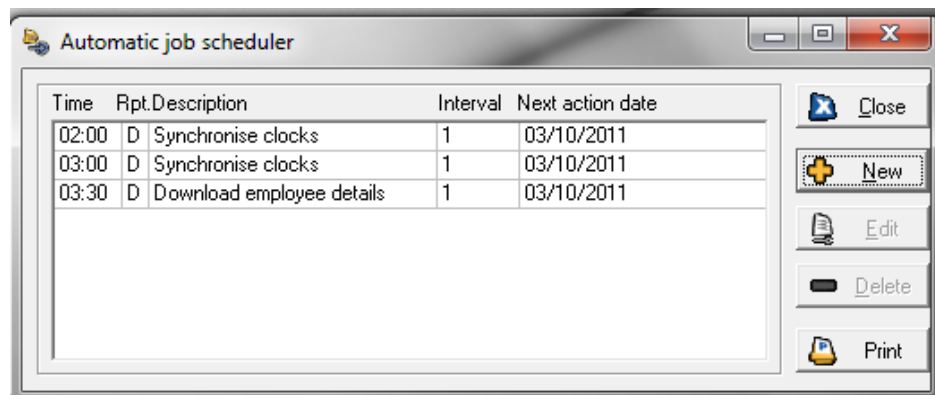 Automatic job scheduler
Time Rpt. Description Interval Next action date
02:00 D Synchronise clocks 1 03/10/2011
03:00 D Synchronise clocks 1 03/10/2011
03:30 D Download employee details 1 03/10/2011
Close
New
Edit
Delete
Print